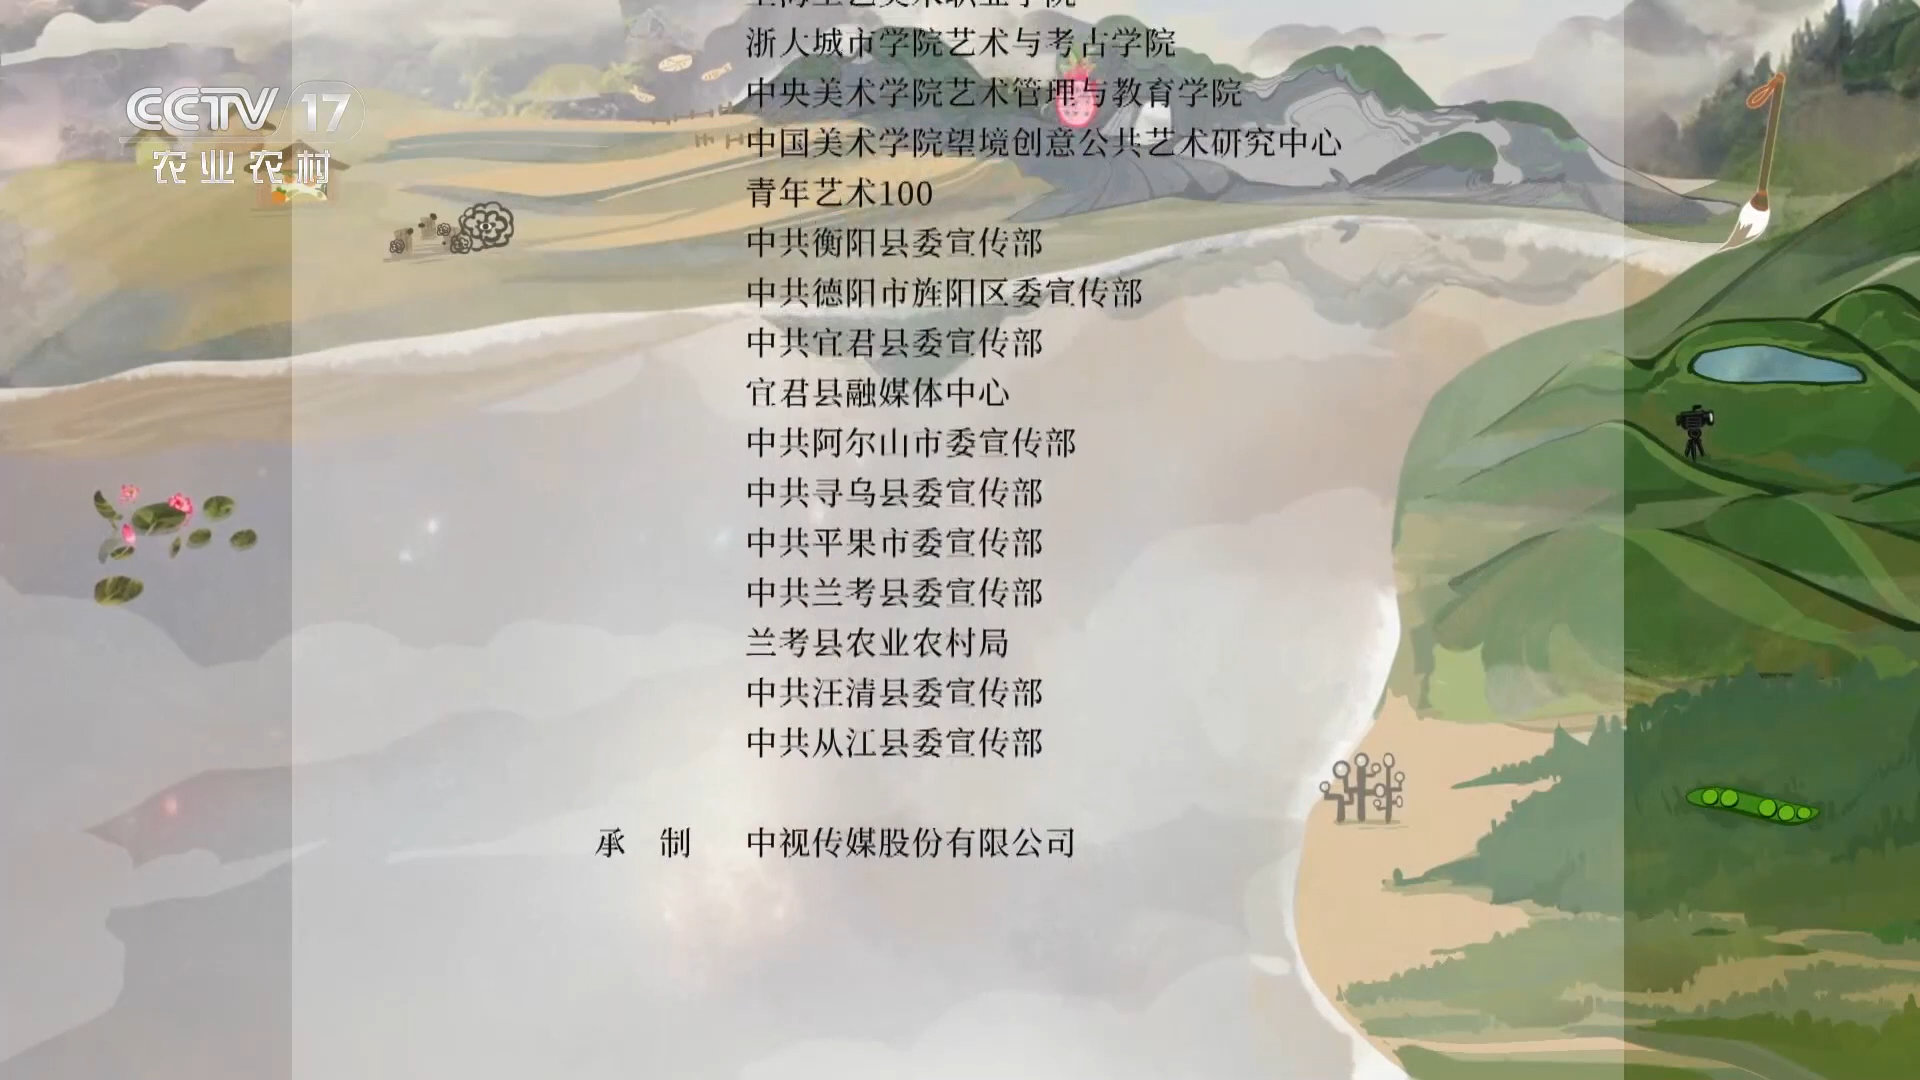 浙大城市学院艺术与考古学院
中央美术学院艺术管理与教育学院
CCTV 17
农业农村
中国美术学院望境创意公共艺术研究中心
青年艺术100
中共衡阳县委宣传部
中共德阳市旌阳区委宣传部
中共宜君县委宣传部
宜君县融媒体中心
中共阿尔山市委宣传部
中共寻乌县委宣传部
中共平果市委宣传部
中共兰考县委宣传部
兰考县农业农村局
中共汪清县委宣传部
中共从江县委宣传部
承 制 中视传媒股份有限公司